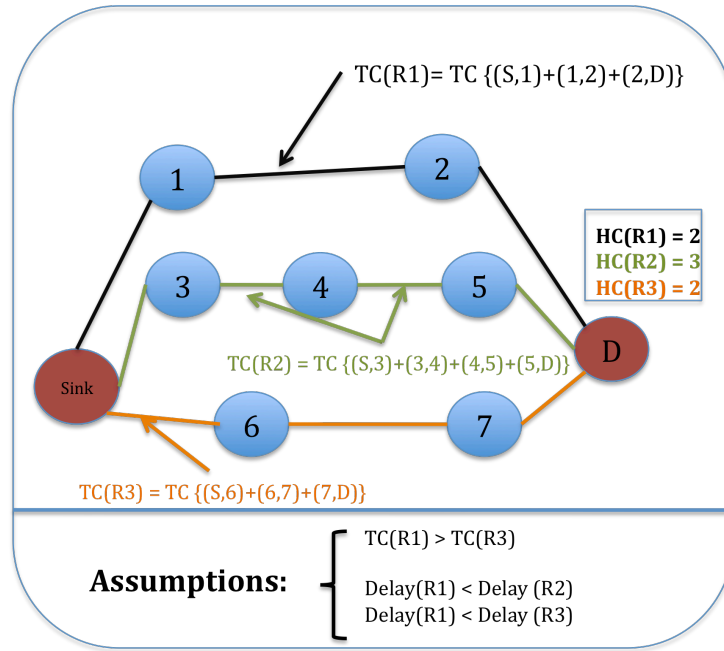 TC(R1)= TC {(S,1)+(1,2)+(2,D)}
1
2
HC(R1) = 2
HC(R2) = 3
HC(R3) = 2
3
4
5
D
TC(R2) = TC {(S,3)+(3,4)+(4,5)+(5,D)}
Sink
6
7
TC(R3) = TC {(S,6)+(6,7)+(7,D)}
TC(R1) > TC(R3)
Assumptions:
Delay(R1) < Delay (R2)
Delay(R1) < Delay (R3)